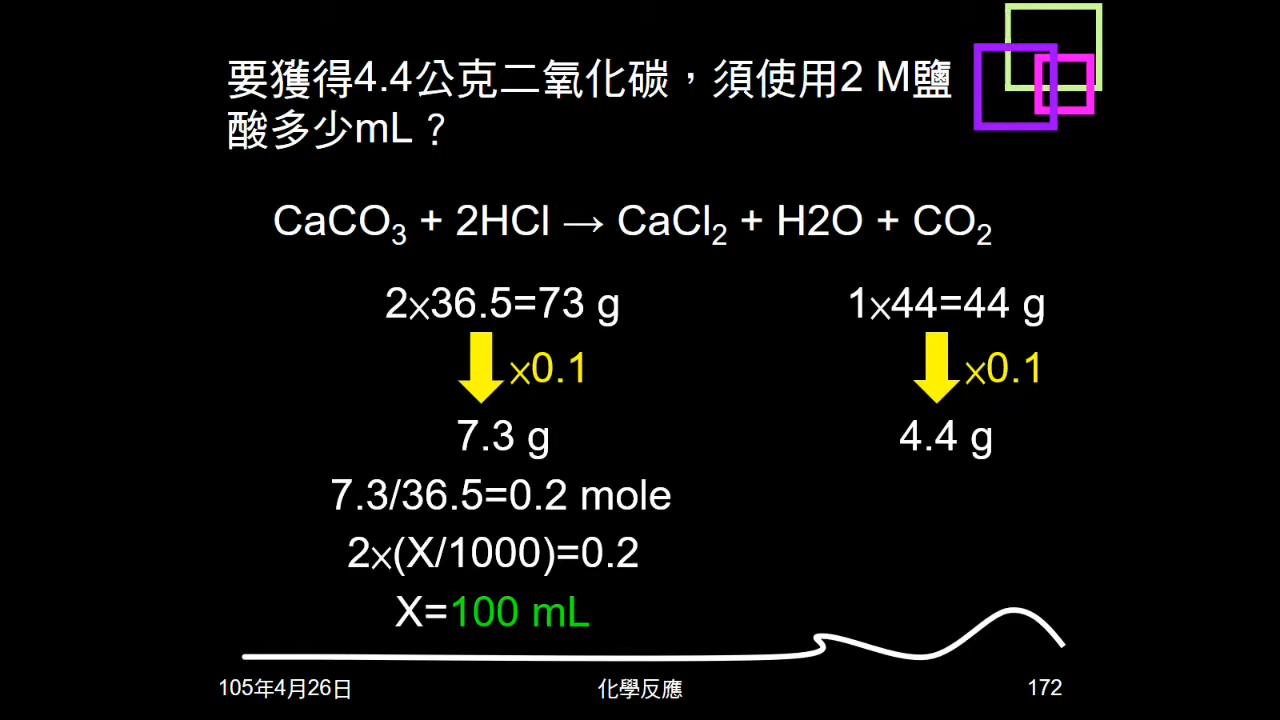 要獲得4.4公克二氧化碳，須使用2 M鹽
酸多少mL？
CaCO₃ + 2HCl → CaCl₂ + H2O + CO₂
2×36.5=73 g
1×44=44 g
×0.1
×0.1
7.3 g
4.4 g
7.3/36.5=0.2 mole
2×(X/1000)=0.2
X=100 mL
105年4月26日
化學反應
172